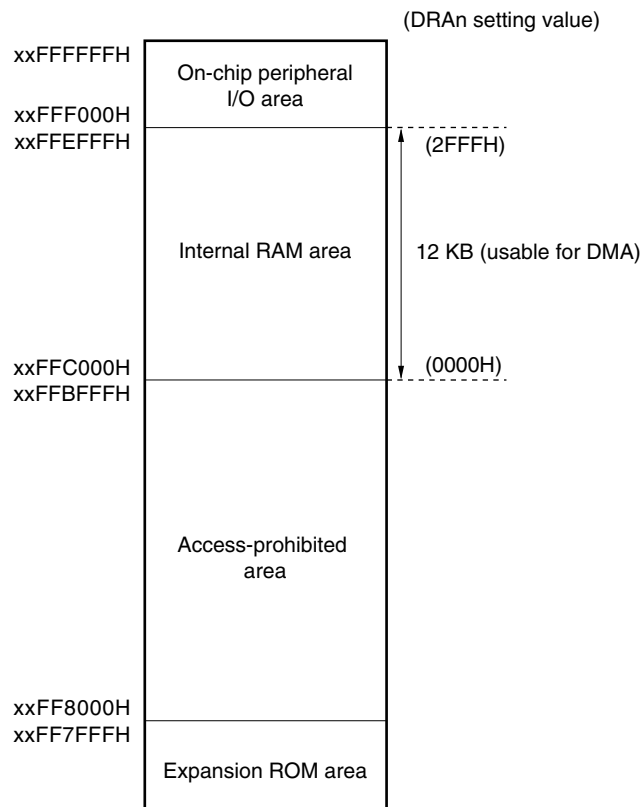 (DRAn setting value)
xxFFFFFFH
On-chip peripheral
I/O area
xxFFF000H
xxFFEFFFH
(2FFFH)
Internal RAM area
12 KB (usable for DMA)
xxFFC000H
(0000H)
xxFFBFFFH
Access-prohibited
area
xxFF8000H
xxFF7FFFH
Expansion ROM area